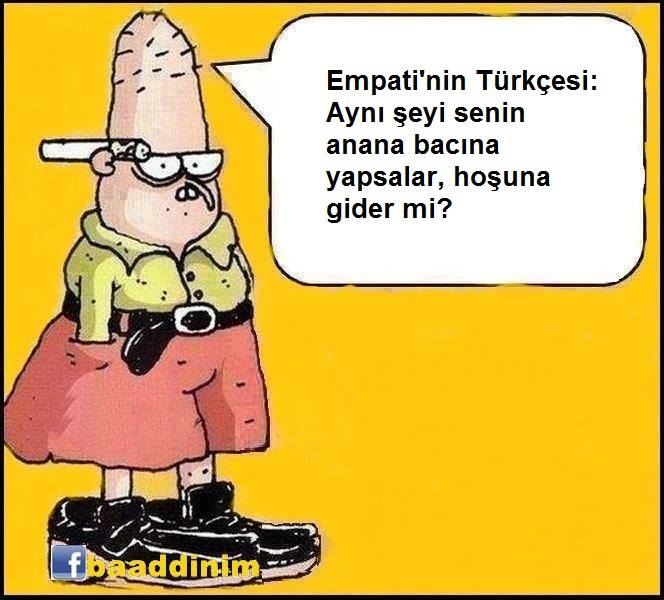 Empati'nin Türkçesi:
Aynı şeyi senin
anana bacına
yapsalar, hoşuna
gider mi?
f baaddinim